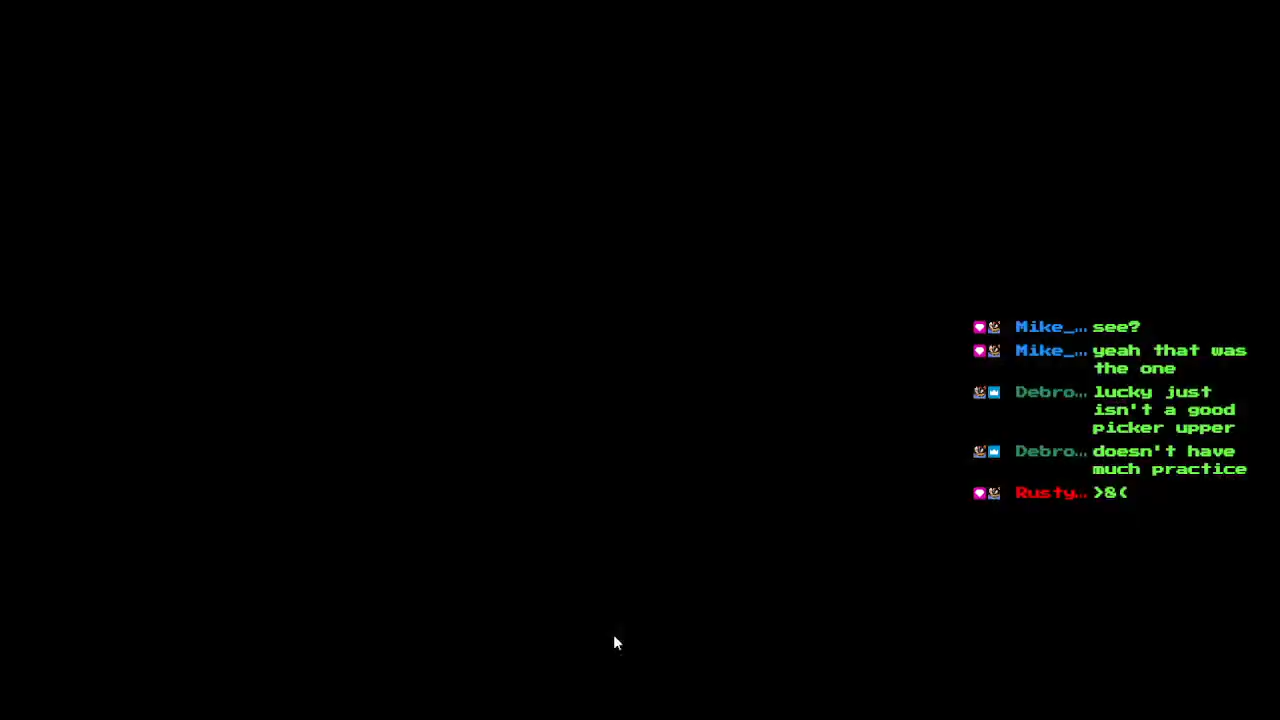 Mike_… see?
Mike_… yeah that was
the one
Debro… lucky just
isn't a good
picker upper
Debro… doesn't have
much practice
Rusty… >&(